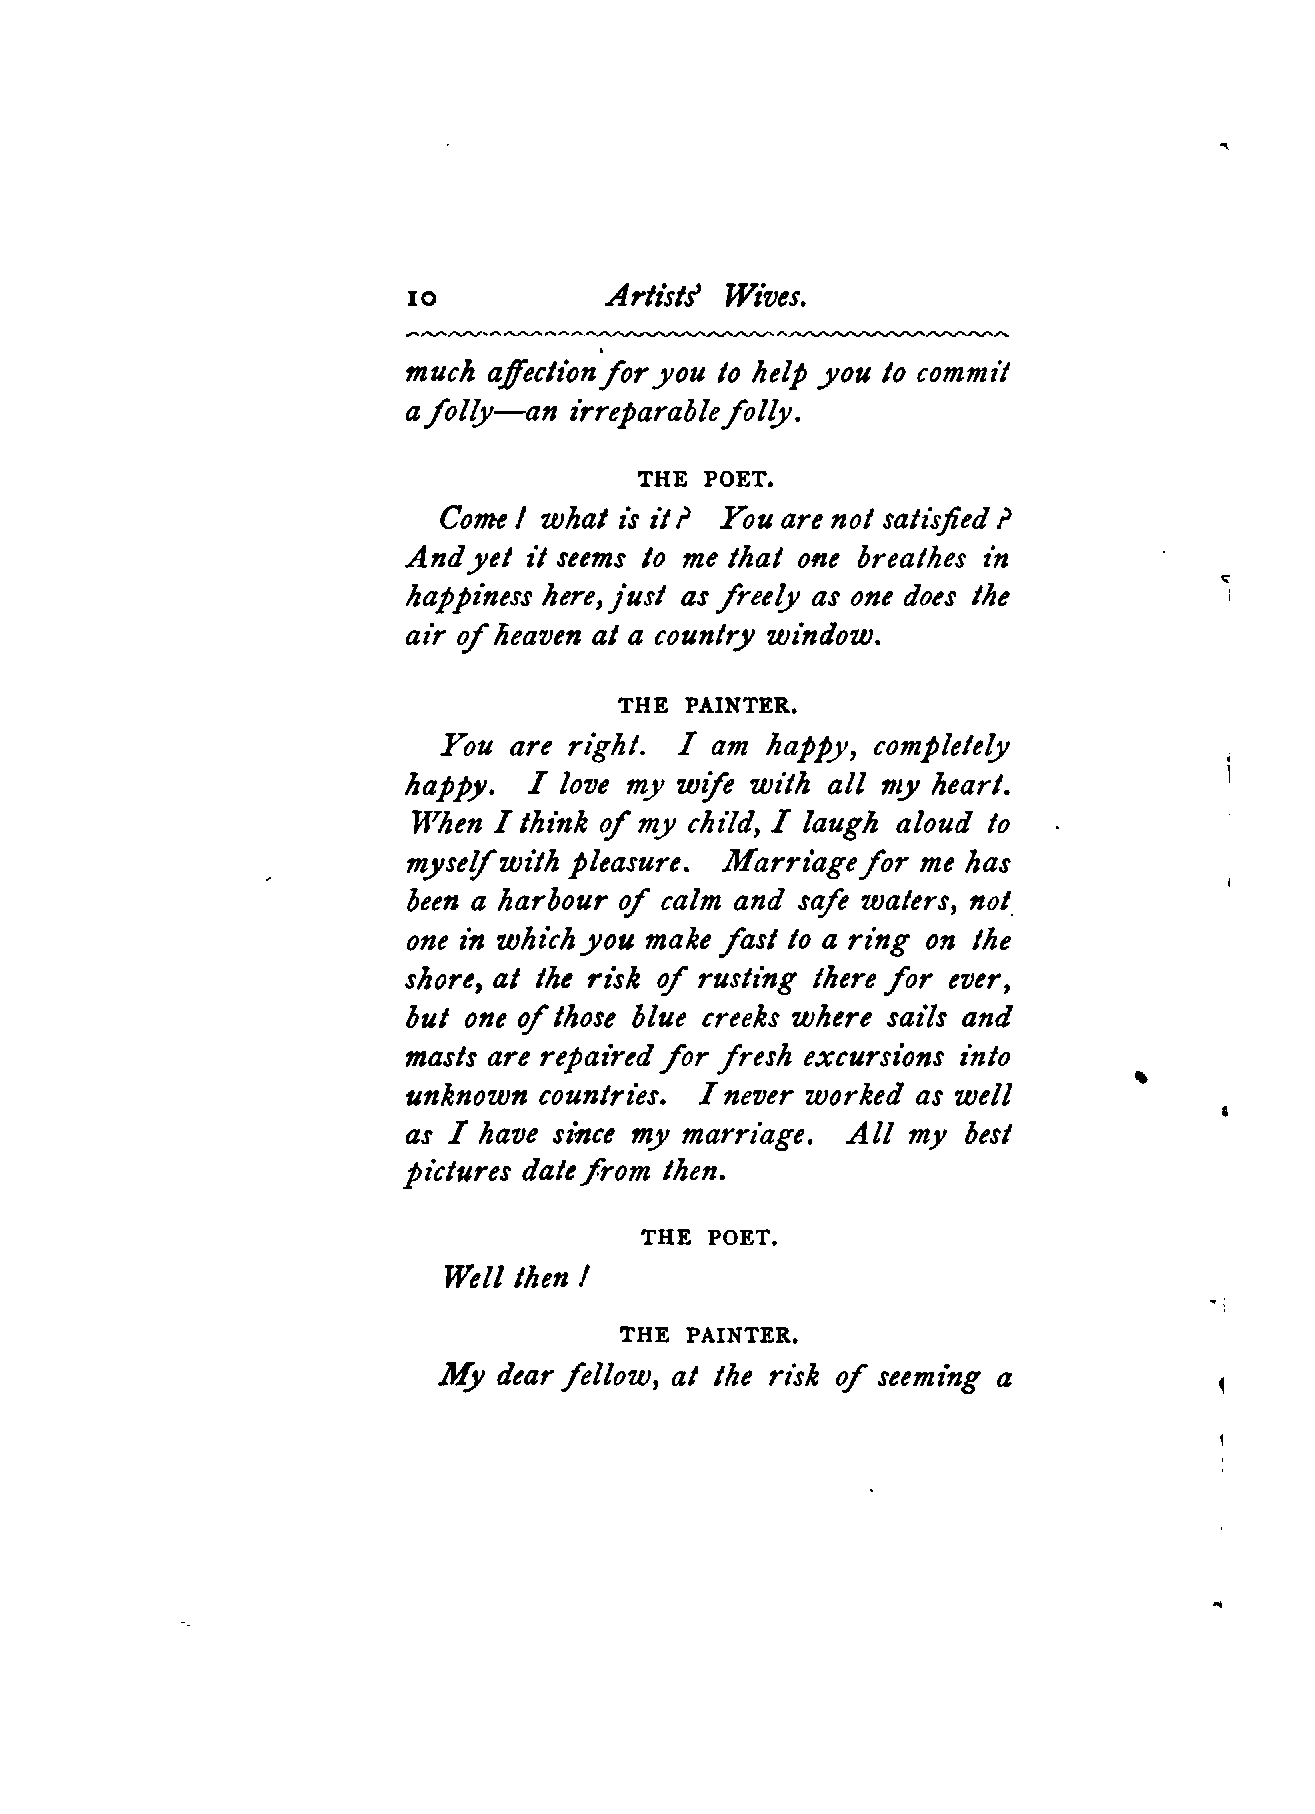 10 Artists' Wives.
much affection for you to help you to commit
a folly—an irreparable folly.
THE POET.
Come! what is it? You are not satisfied?
And yet it seems to me that one breathes in
happiness here, just as freely as one does the
air of heaven at a country window.
THE PAINTER.
You are right. I am happy, completely
happy. I love my wife with all my heart.
When I think of my child, I laugh aloud to
myself with pleasure. Marriage for me has
been a harbour of calm and safe waters, not
one in which you make fast to a ring on the
shore, at the risk of rusting there for ever,
but one of those blue creeks where sails and
masts are repaired for fresh excursions into
unknown countries. I never worked as well
as I have since my marriage. All my best
pictures date from then.
THE POET.
Well then!
THE PAINTER.
My dear fellow, at the risk of seeming a